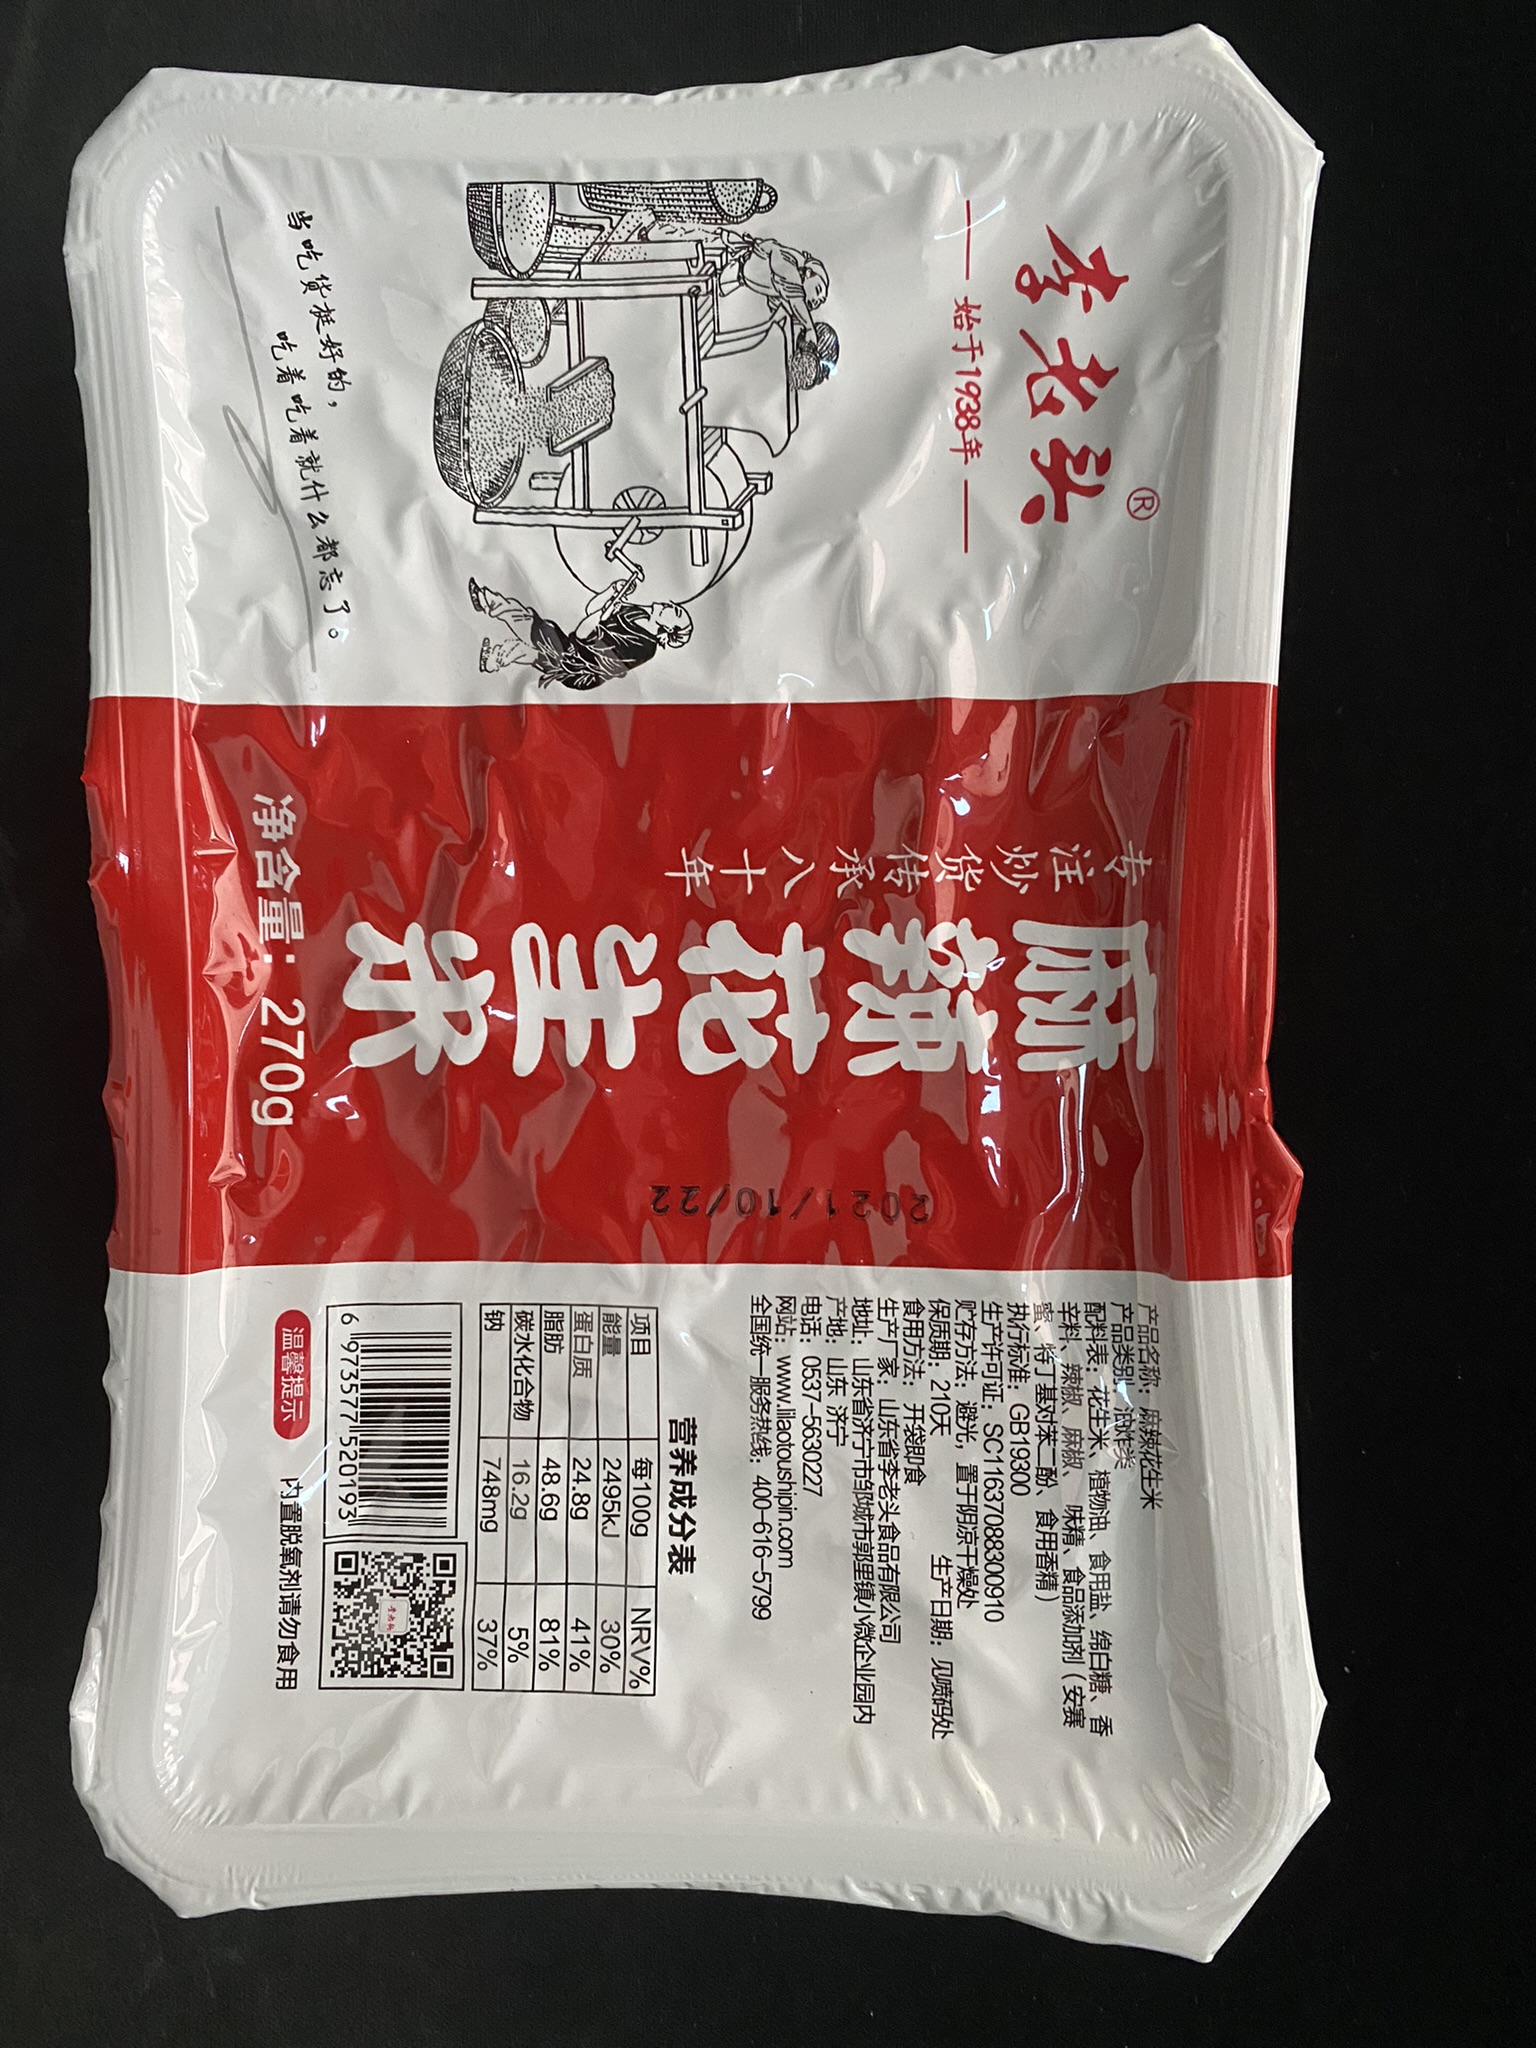 李老头®
始于1938年
当吃货挺好的，
吃着吃着就什么都忘了。
专注炒货传承八十年
麻辣花生米
净含量：270g
2021/10/22
产品名称：麻辣花生米
产品类别：油炸类
配料表：花生米、植物油、食用盐、绵白糖、香
辛料、辣椒、麻椒、味精、食品添加剂（安赛
蜜、特丁基对苯二酚、食用香精）
执行标准：GB19300
生产许可证：SC11637088300910
贮存方法：避光，置于阴凉干燥处
保质期：210天 生产日期：见喷码处
食用方法：开袋即食
生产厂家：山东省李老头食品有限公司
地址：山东省济宁市邹城市郭里镇小微企业园内
产地：山东 济宁
电话：0537-5630227
网站：www.lilaotoushipin.com
全国统一服务热线：400-616-5799
营养成分表
项目 每100g NRV%
能量 2495kJ 30%
蛋白质 24.8g 41%
脂肪 48.6g 81%
碳水化合物 16.2g 5%
钠 748mg 37%
6 973577 520193
李老头
温馨提示 内置脱氧剂请勿食用